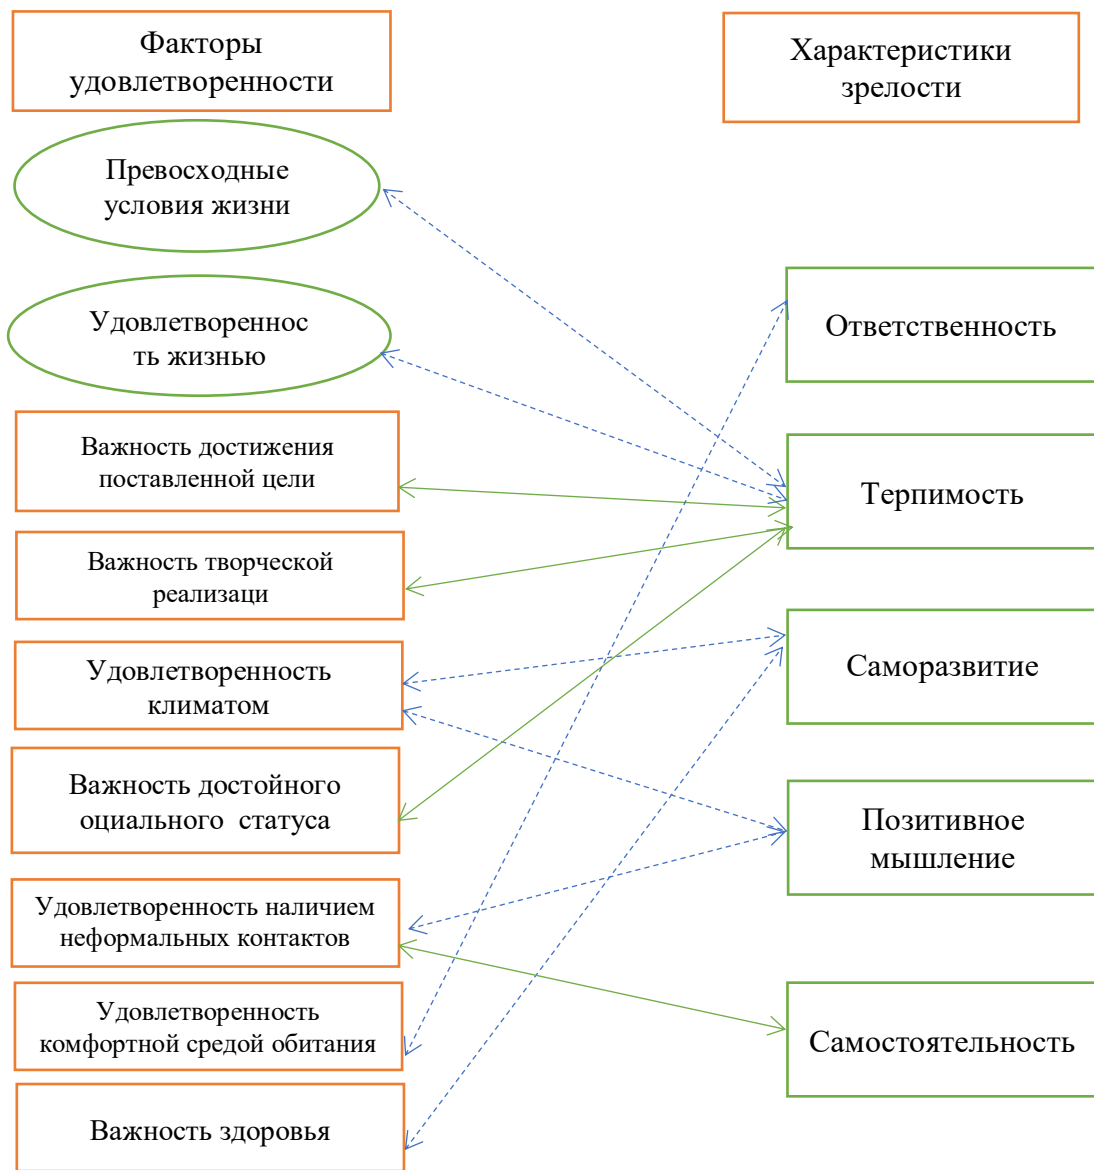 Факторы
удовлетворенности
Характеристики
зрелости
Превосходные
условия жизни
Удовлетвореннос
ть жизнью
Ответственность
Важность достижения
поставленной цели
Терпимость
Важность творческой
реализаци
Удовлетворенность
климатом
Саморазвитие
Важность достойного
оциального статуса
Позитивное
мышление
Удовлетворенность наличием
неформальных контактов
Удовлетворенность
комфортной средой обитания
Самостоятельность
Важность здоровья